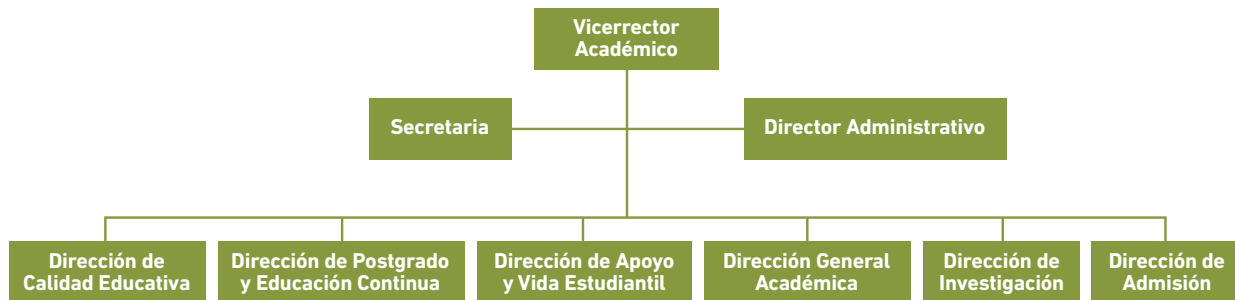 Vicerrector
Académico
Secretaria
Director Administrativo
Dirección de
Calidad Educativa
Dirección de Postgrado
y Educación Continua
Dirección de Apoyo
y Vida Estudiantil
Dirección General
Académica
Dirección de
Investigación
Dirección de
Admisión